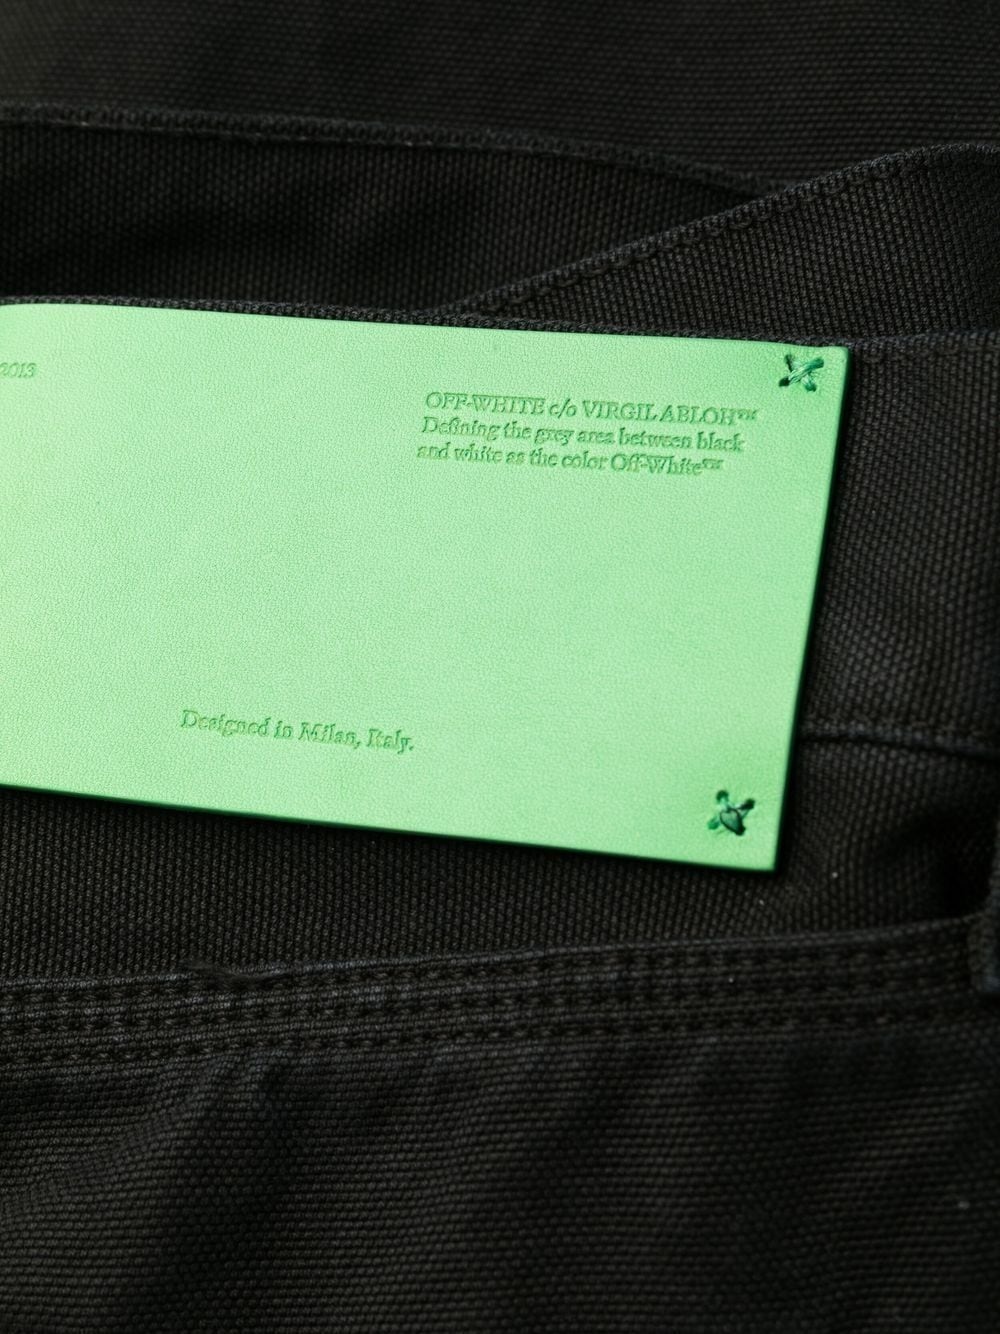 2013
OFF-WHITE c/o VIRGIL ABLOH™
Defining the grey area between black
and white as the color Off-White™
Designed in Milan, Italy.